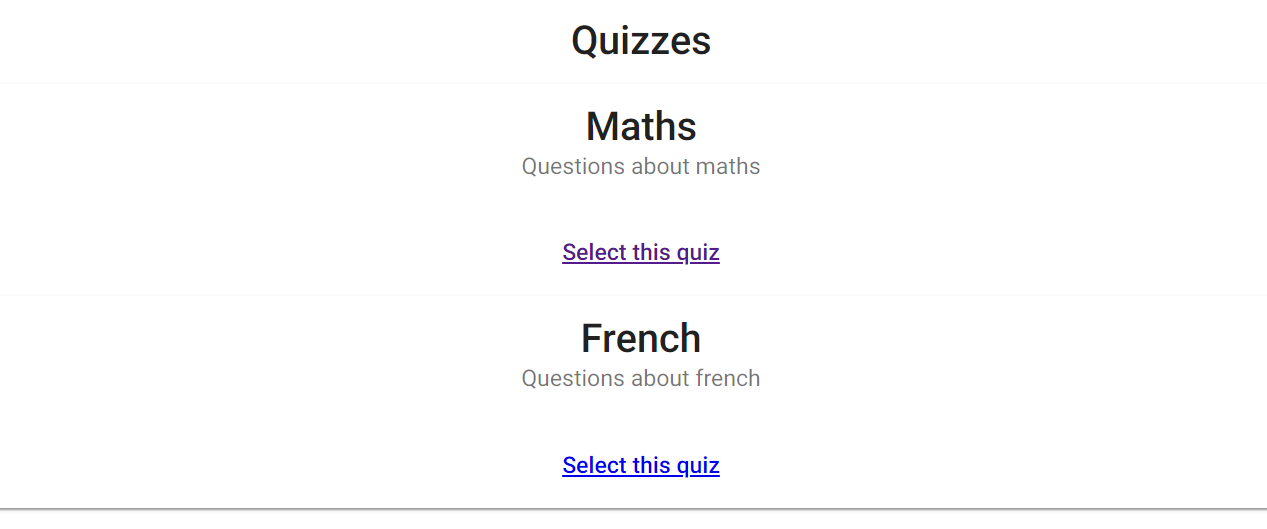 Quizzes
Maths
Questions about maths
Select this quiz
French
Questions about french
Select this quiz